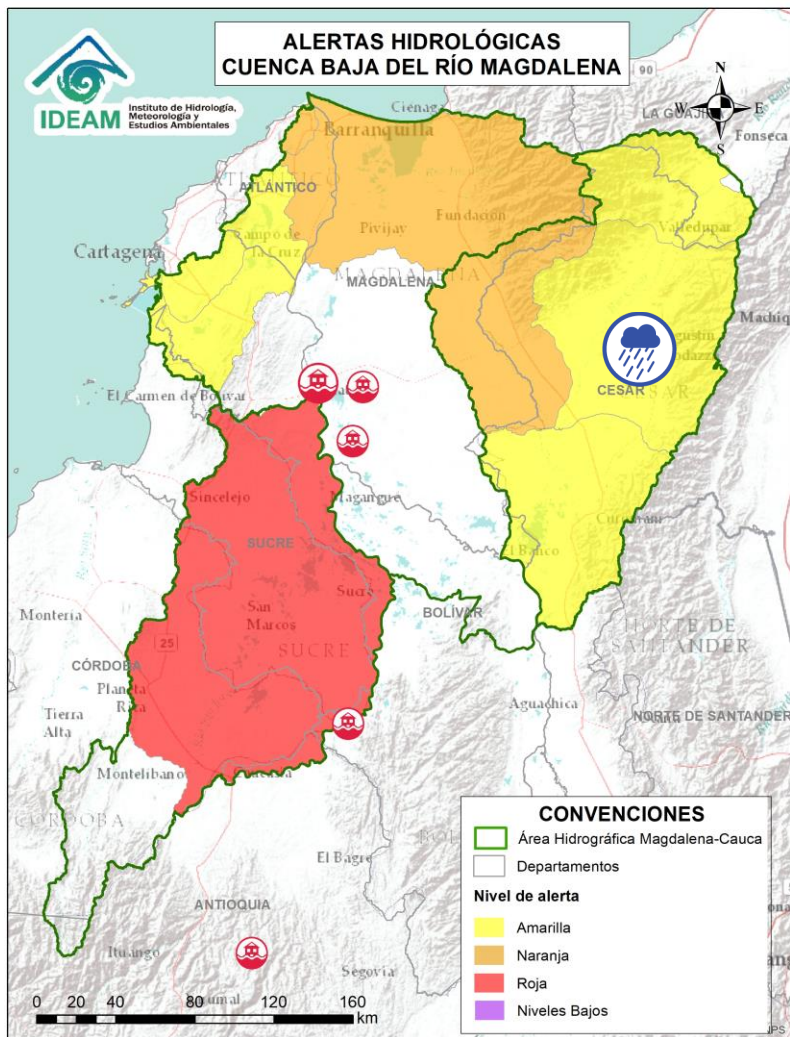 ALERTAS HIDROLÓGICAS
CUENCA BAJA DEL RÍO MAGDALENA
IDEAM
Instituto de Hidrología,
Meteorología y
Estudios Ambientales
N
W
E
S
90
Ciénaga
LA GUAJIRA
Fonseca
Barranquilla
ATLÁNTICO
Valledupar
Pivijay
Fundación
Cartagena
Campo de
la Cruz
MAGDALENA
Agustín
Codazzi
CESAR
El Carmen de Bolívar
Sincelejo
Magangué
SUCRE
Curumaní
El Banco
Sucre
BOLÍVAR
San
Marcos
SUCRE
Montería
NORTE DE
SANTANDER
25
CÓRDOBA
Planeta
Rica
Aguachica
Tierra
Alta
NORTE DE SANTANDER
Montelíbano
CÓRDOBA
El Bagre
ANTIOQUIA
Ituango
Segovia
0 20 40 80 120 160
km
CONVENCIONES
Área Hidrográfica Magdalena-Cauca
Departamentos
Nivel de alerta
Amarilla
Naranja
Roja
Niveles Bajos